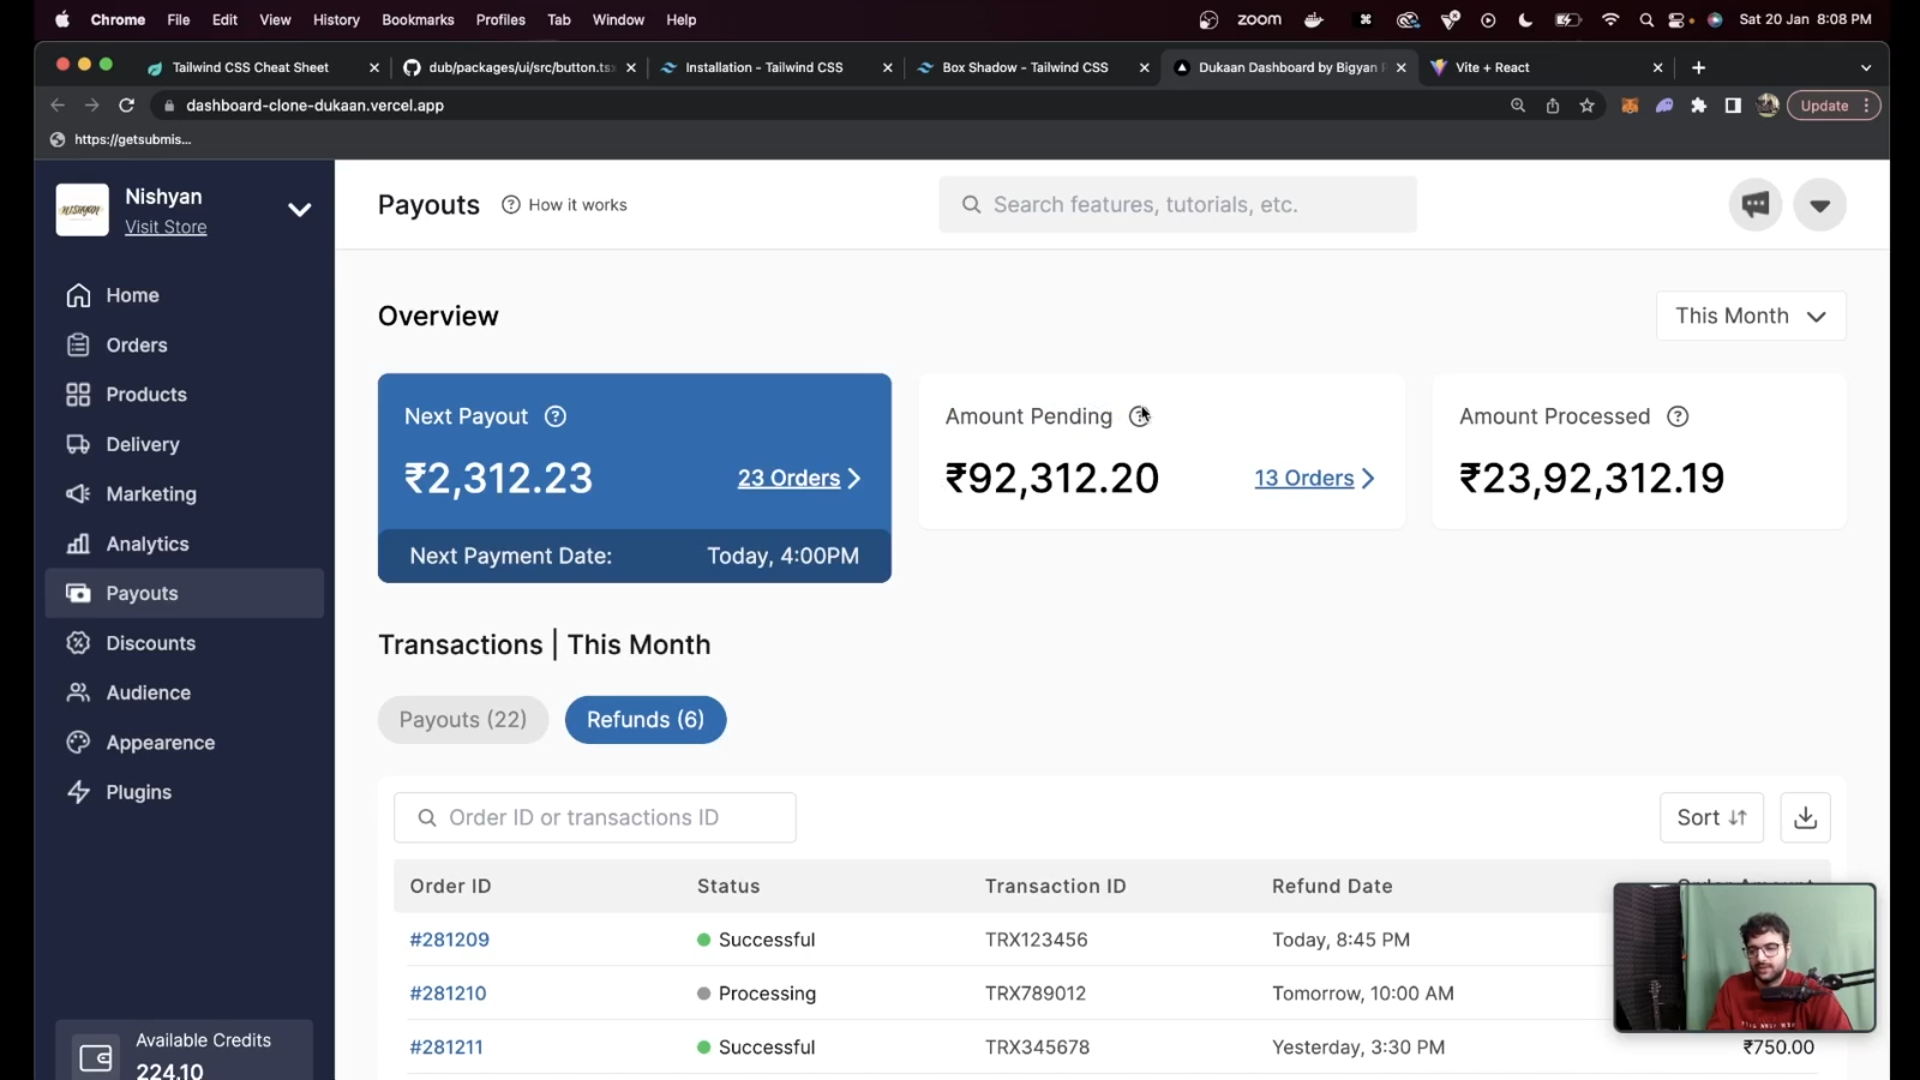 Chrome File Edit View History Bookmarks Profiles Tab Window Help zoom Sat 20 Jan 8:08 PM
Tailwind CSS Cheat Sheet dub/packages/ui/src/button.ts Installation - Tailwind CSS Box Shadow - Tailwind CSS Dukaan Dashboard by Bigyan Vite + React
dashboard-clone-dukaan.vercel.app Update
https://getsubmis...
Nishyan
Visit Store
Payouts How it works Search features, tutorials, etc.
Home
Orders
Products
Delivery
Marketing
Analytics
Payouts
Discounts
Audience
Appearence
Plugins
Available Credits
224.10
Overview This Month
Next Payout
₹2,312.23 23 Orders
Next Payment Date: Today, 4:00PM
Amount Pending
₹92,312.20 13 Orders
Amount Processed
₹23,92,312.19
Transactions | This Month
Payouts (22) Refunds (6)
Order ID or transactions ID Sort
Order ID Status Transaction ID Refund Date
#281209 Successful TRX123456 Today, 8:45 PM
#281210 Processing TRX789012 Tomorrow, 10:00 AM
#281211 Successful TRX345678 Yesterday, 3:30 PM ₹750.00